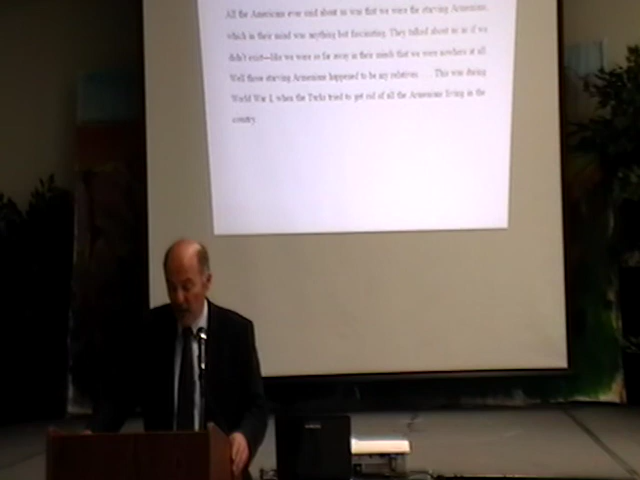 All the Americans ever said about us was that we were the starving Armenians,
which in their mind was anything but fascinating. They talked about us as if we
didn't exist—like we were so far away in their minds that we were nowhere at all.
Well those starving Armenians happened to be my relatives . . . . This was during
World War I, when the Turks tried to get rid of all the Armenians living in the
country.